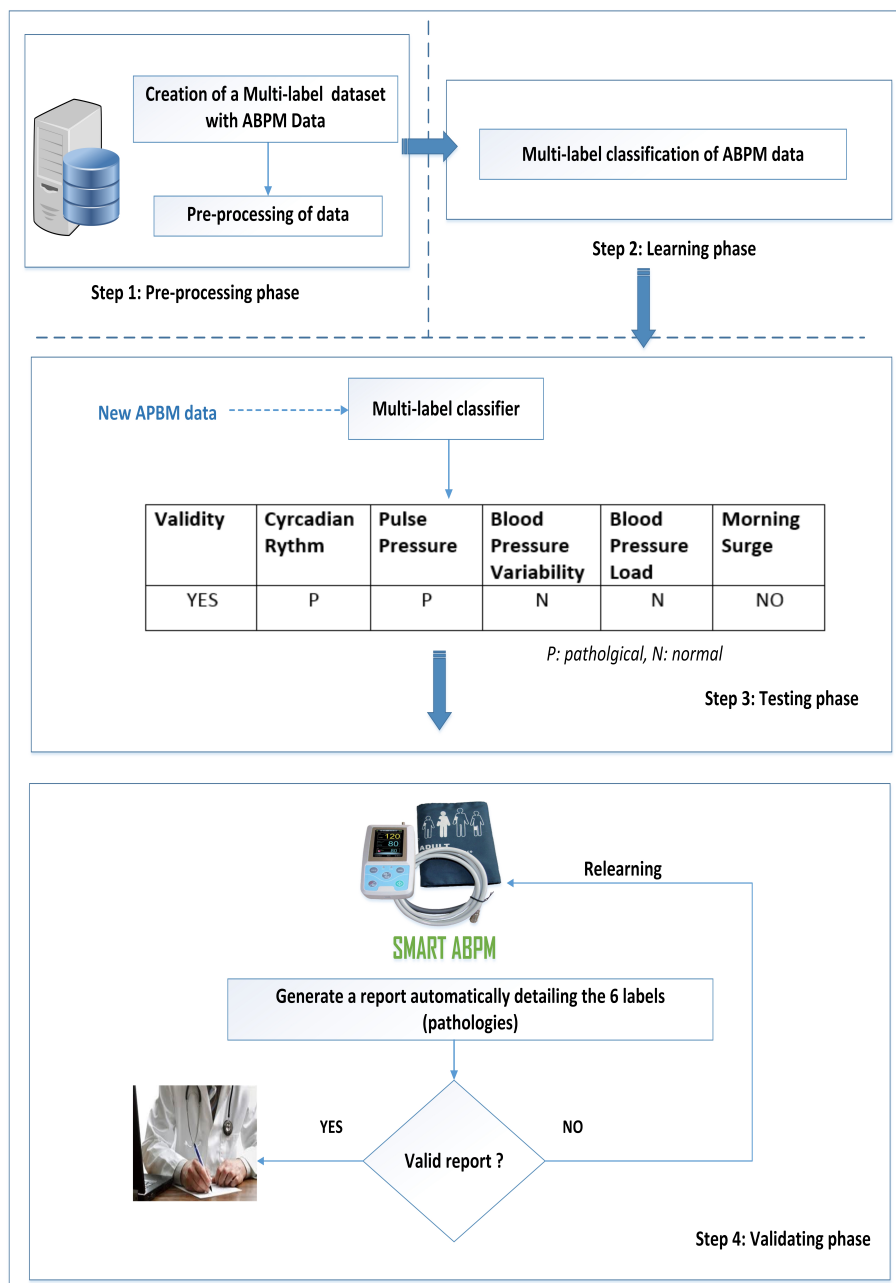 Creation of a Multi-label dataset
with ABPM Data
Pre-processing of data
Step 1: Pre-processing phase
Multi-label classification of ABPM data
Step 2: Learning phase
New APBM data
Multi-label classifier
Validity
Cyrcadian
Rythm
Pulse
Pressure
Blood
Pressure
Variability
Blood
Pressure
Load
Morning
Surge
YES
P
P
N
N
NO
P: patholgical, N: normal
Step 3: Testing phase
120
80
ADULT
Relearning
SMART ABPM
Generate a report automatically detailing the 6 labels
(pathologies)
YES
NO
Valid report ?
Step 4: Validating phase